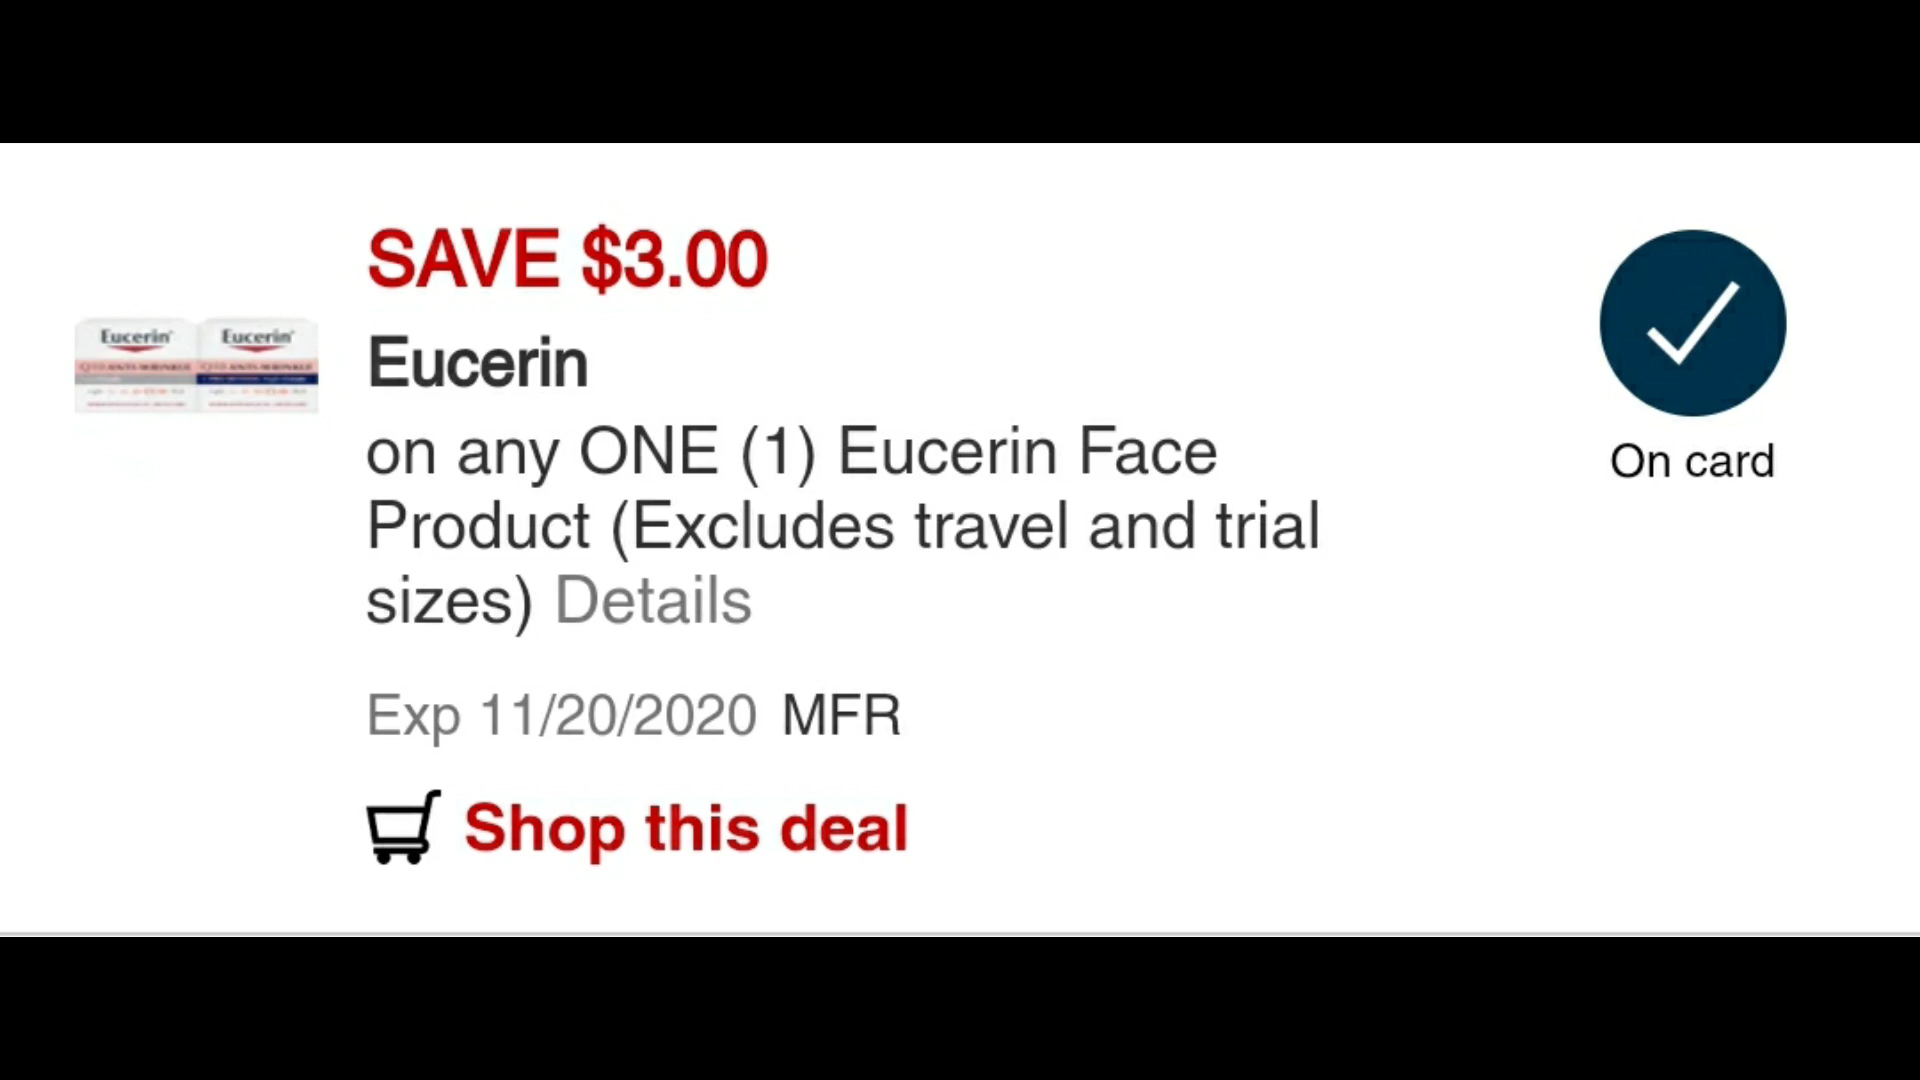 SAVE $3.00
Eucerin
Eucerin
Eucerin
on any ONE (1) Eucerin Face
Product (Excludes travel and trial
sizes) Details
Exp 11/20/2020 MFR
Shop this deal
On card